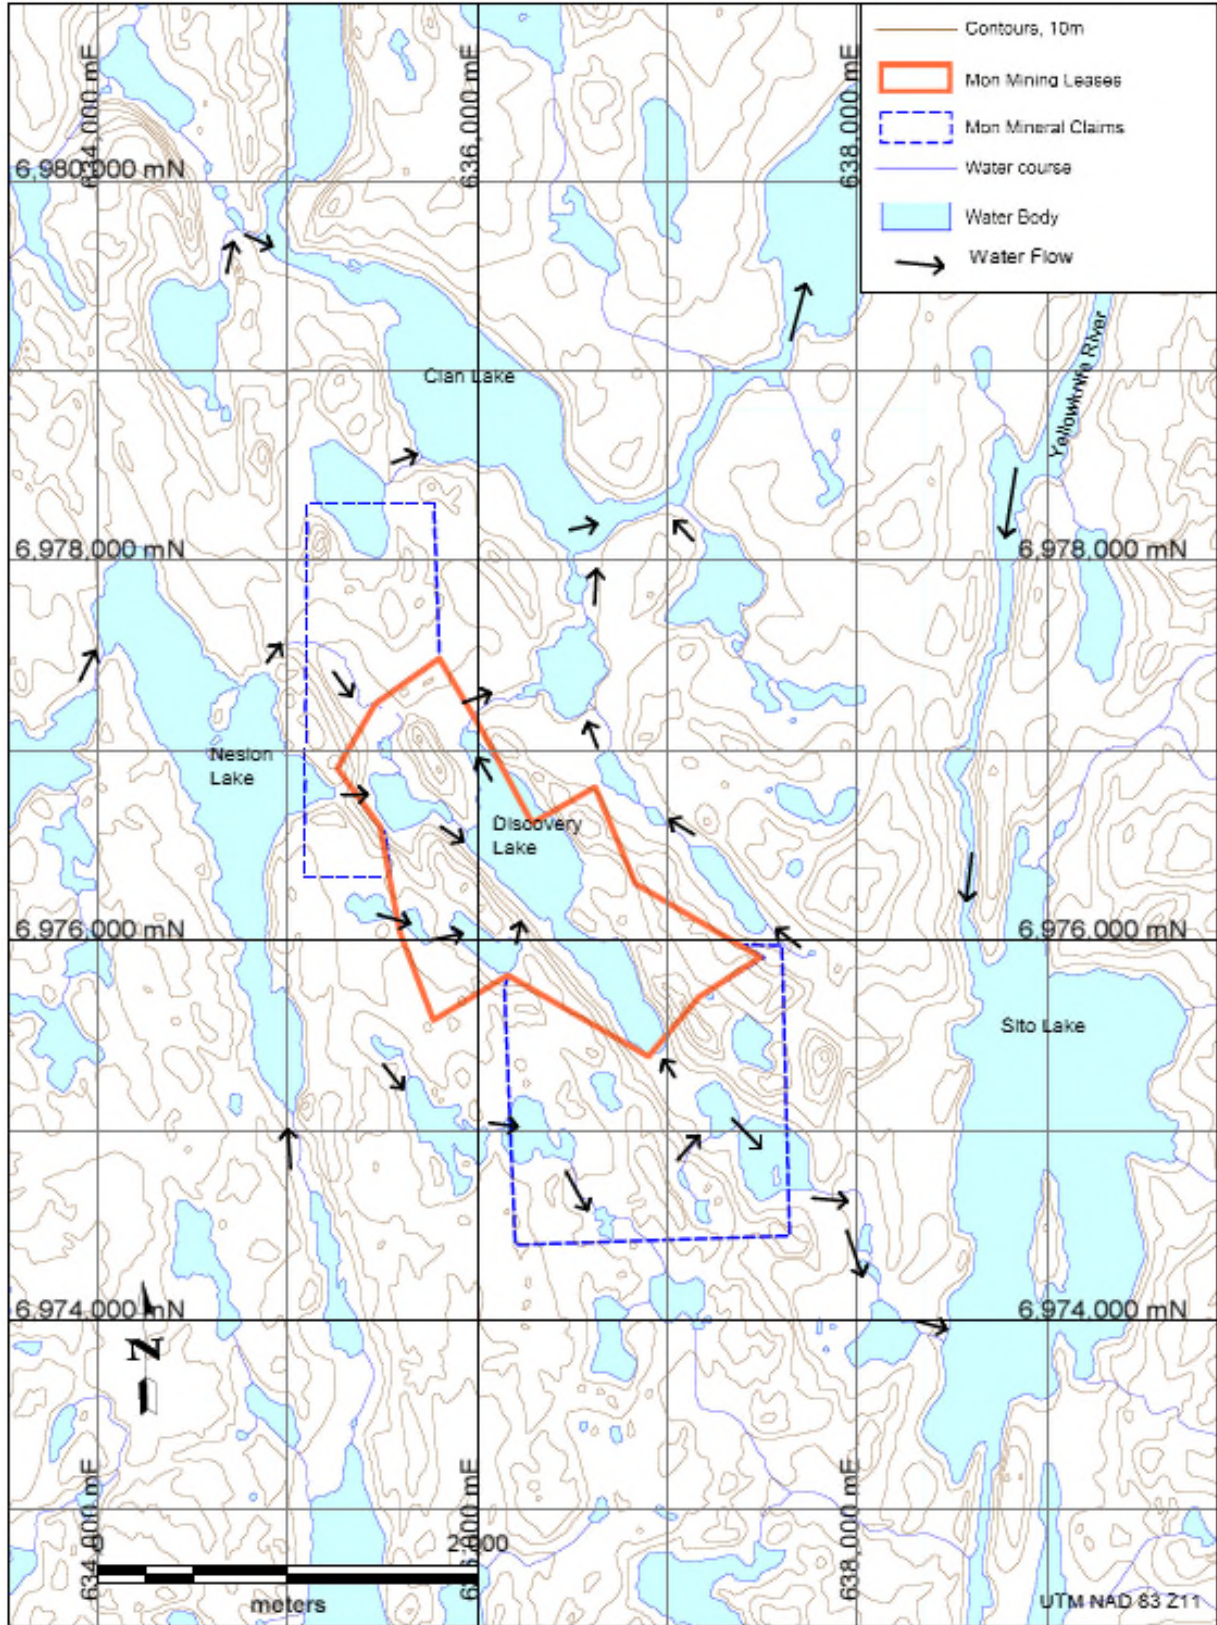 Contours, 10m
Mon Mining Leases
Mon Mineral Claims
Water course
Water Body
Water Flow
634,000 mE
636,000 mE
638,000 mE
6,980,000 mN
Yellowknife River
Clan Lake
6,978,000 mN
6,978,000 mN
Neslon
Lake
Discovery
Lake
6,976,000 mN
6,976,000 mN
Sito Lake
6,974,000 mN
6,974,000 mN
N
634,000 mE
638,000 mE
0
2,000
meters
UTM NAD 83 Z11